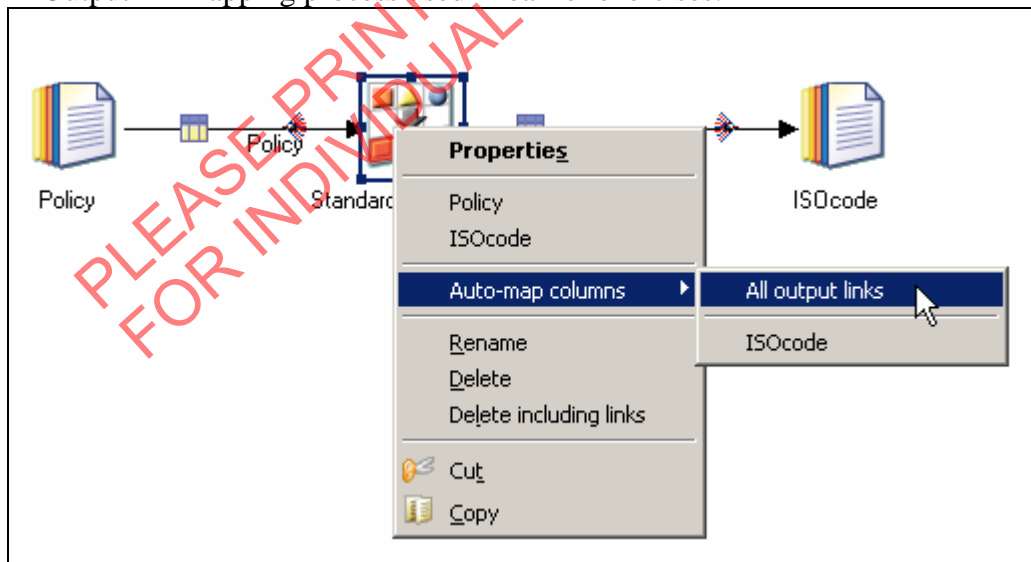 PLEASE PRINT
FOR INDIVIDUAL
Policy
Policy
Standard
ISOcode
Properties
Policy
ISOcode
Auto-map columns
All output links
ISOcode
Rename
Delete
Delete including links
Cut
Copy